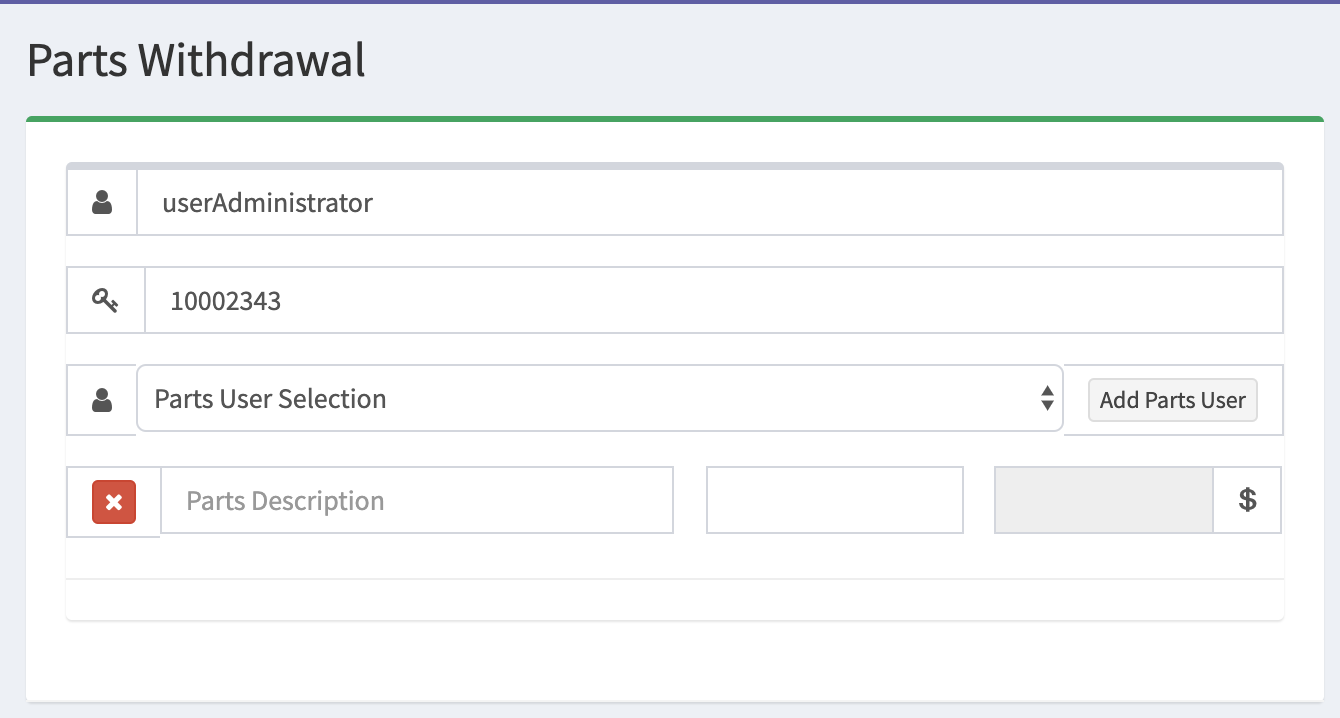 Parts Withdrawal
userAdministrator
10002343
Parts User Selection Add Parts User
Parts Description $